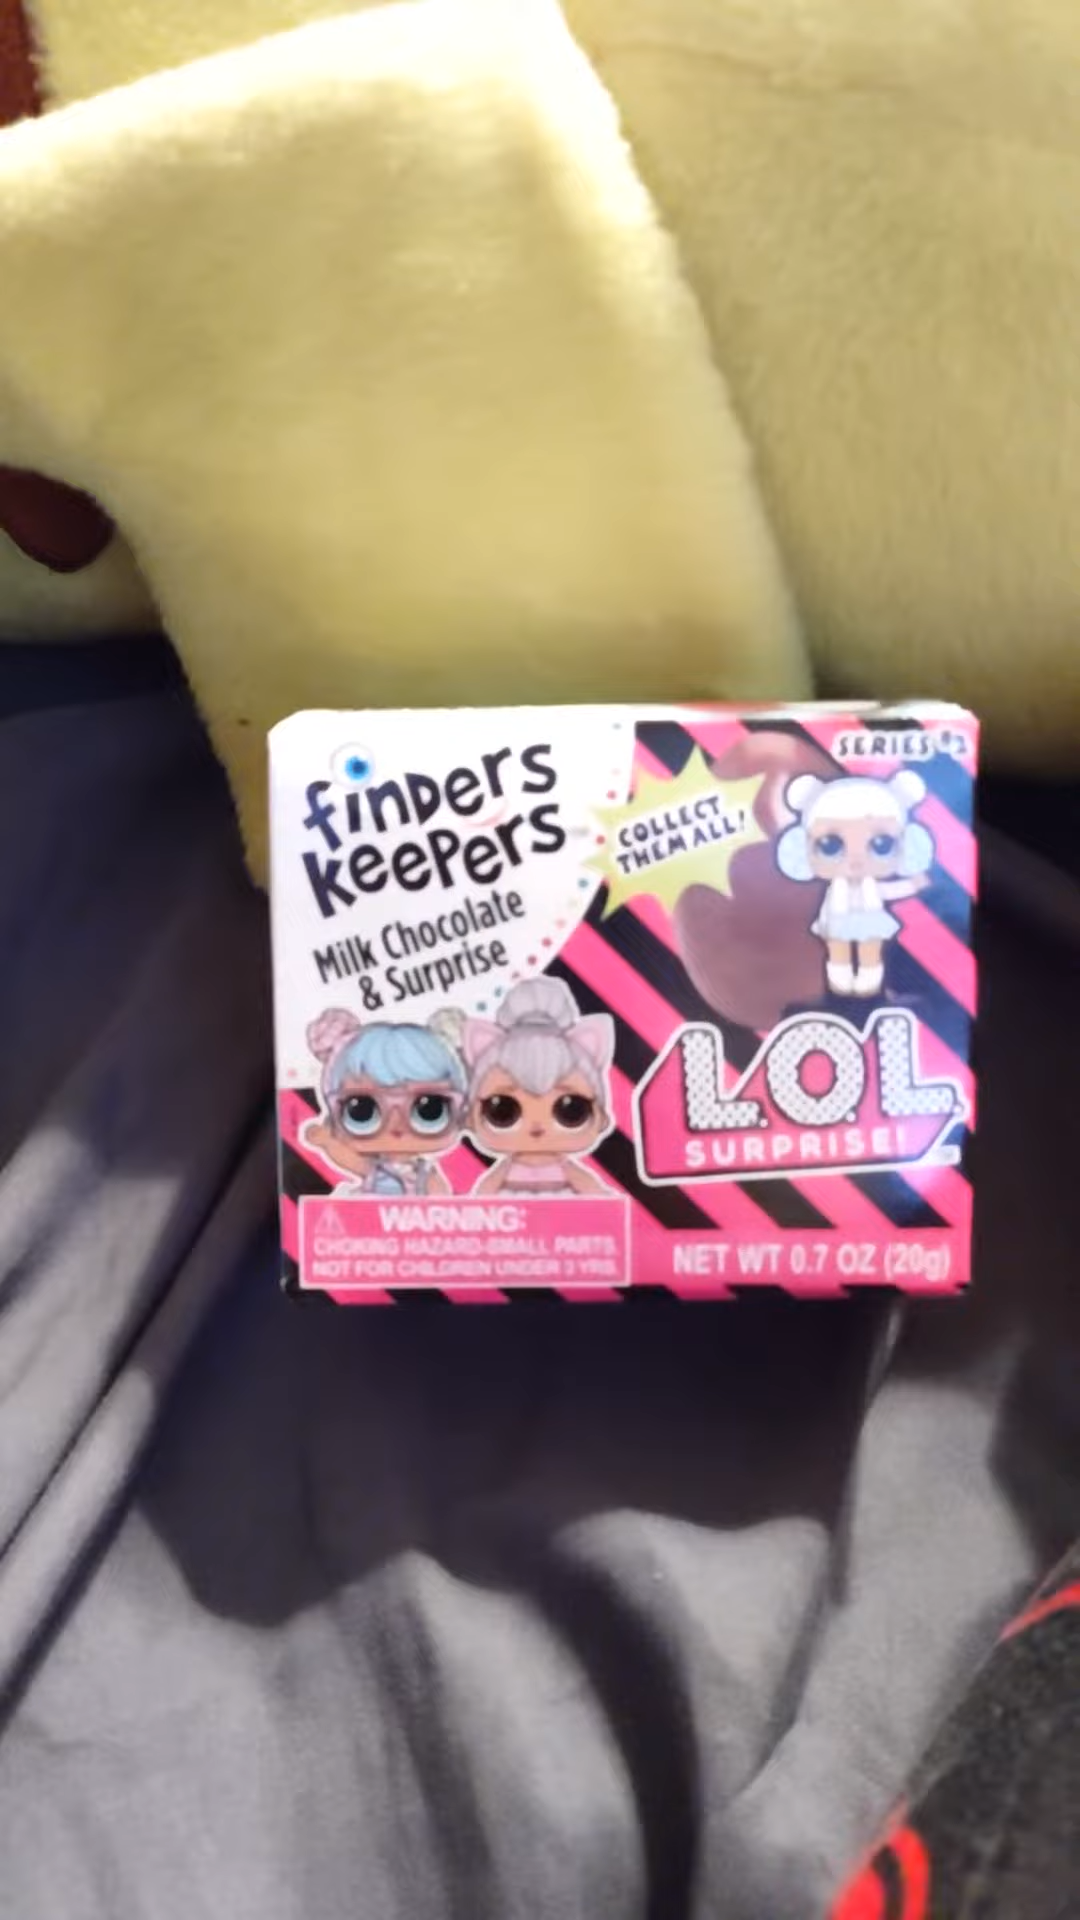 finders
keepers
Milk Chocolate
& Surprise
COLLECT
THEM ALL!
SERIES #2
L.O.L.
SURPRISE!
WARNING:
CHOKING HAZARD-SMALL PARTS.
NOT FOR CHILDREN UNDER 3 YRS.
NET WT 0.7 OZ (20g)